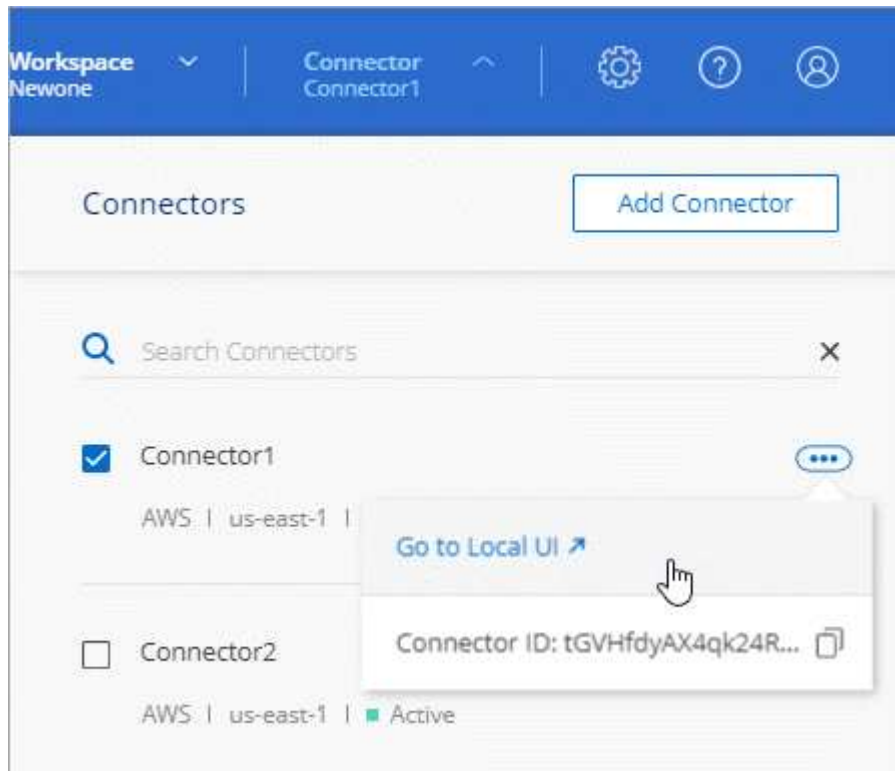 Workspace
Newone
Connector
Connector1
Connectors
Add Connector
Search Connectors
Connector1
AWS | us-east-1 |
Go to Local UI
Connector ID: tGVHfdyAX4qk24R...
Connector2
AWS | us-east-1 | Active